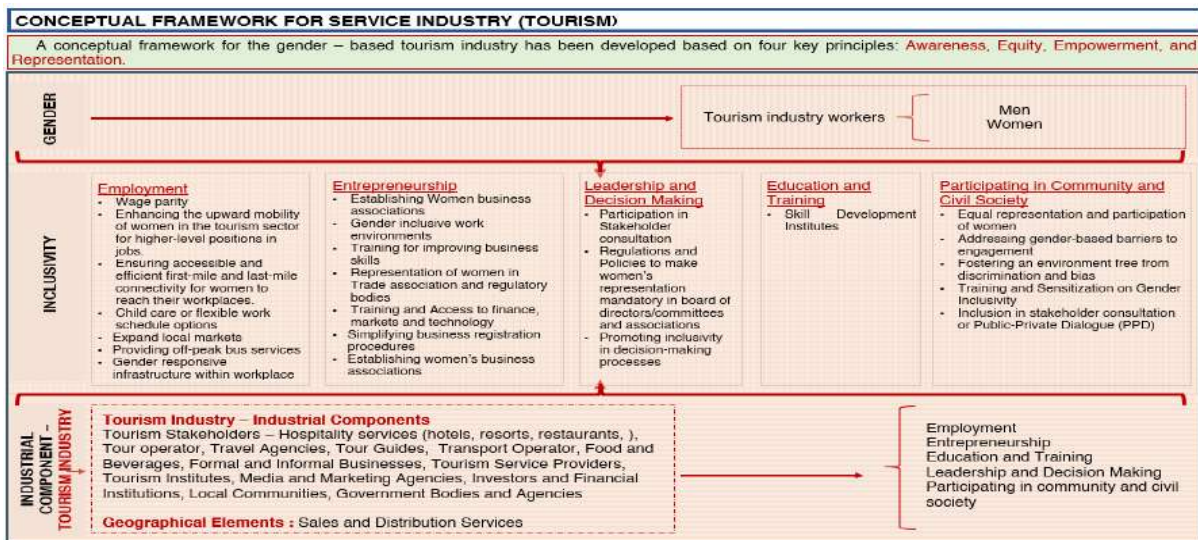 CONCEPTUAL FRAMEWORK FOR SERVICE INDUSTRY (TOURISM)
A conceptual framework for the gender – based tourism industry has been developed based on four key principles: Awareness, Equity, Empowerment, and
Representation.
GENDER
Tourism industry workers
Men
Women
INCLUSIVITY
Employment
- Wage parity
- Enhancing the upward mobility
of women in the tourism sector
for higher-level positions in
jobs.
- Ensuring accessible and
efficient first-mile and last-mile
connectivity for women to
reach their workplaces.
- Child care or flexible work
schedule options
- Expand local markets
- Providing off-peak bus services
- Gender responsive
infrastructure within workplace
Entrepreneurship
- Establishing Women business
associations
- Gender inclusive work
environments
- Training for improving business
skills
- Representation of women in
Trade association and regulatory
bodies
- Training and Access to finance,
markets and technology
- Simplifying business registration
procedures
- Establishing women's business
associations
Leadership and
Decision Making
- Participation in
Stakeholder
consultation
- Regulations and
Policies to make
women's
representation
mandatory in board of
directors/committees
and associations
- Promoting inclusivity
in decision-making
processes
Education and
Training
- Skill Development
Institutes
Participating in Community and
Civil Society
- Equal representation and participation
of women
- Addressing gender-based barriers to
engagement
- Fostering an environment free from
discrimination and bias
- Training and Sensitization on Gender
Inclusivity
- Inclusion in stakeholder consultation
or Public-Private Dialogue (PPD)
INDUSTRIAL
COMPONENT –
TOURISM INDUSTRY
Tourism Industry – Industrial Components
Tourism Stakeholders – Hospitality services (hotels, resorts, restaurants, ),
Tour operator, Travel Agencies, Tour Guides, Transport Operator, Food and
Beverages, Formal and Informal Businesses, Tourism Service Providers,
Tourism Institutes, Media and Marketing Agencies, Investors and Financial
Institutions, Local Communities, Government Bodies and Agencies
Geographical Elements : Sales and Distribution Services
Employment
Entrepreneurship
Education and Training
Leadership and Decision Making
Participating in community and civil
society